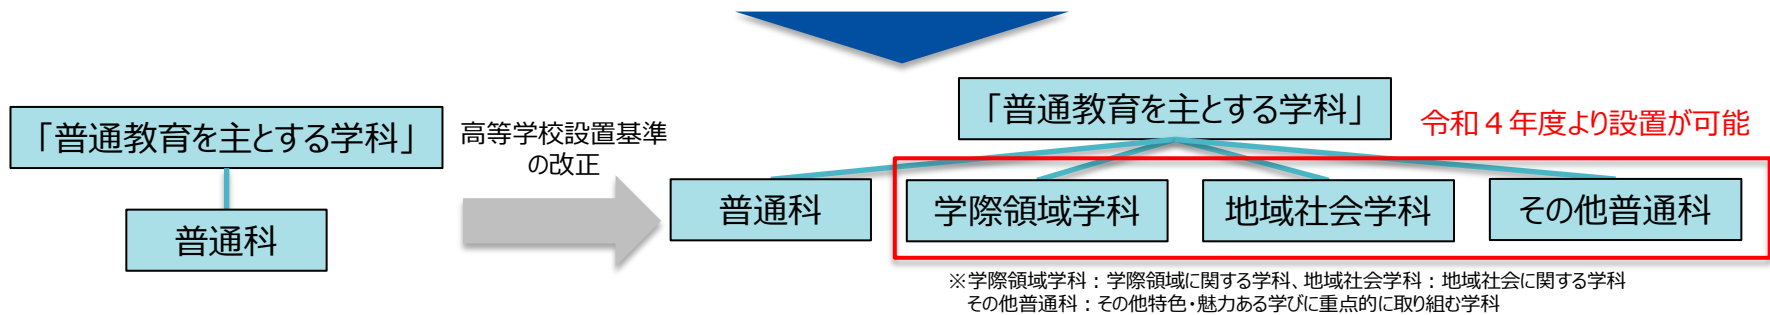 「普通教育を主とする学科」
普通科
高等学校設置基準
の改正
「普通教育を主とする学科」
令和４年度より設置が可能
普通科
学際領域学科
地域社会学科
その他普通科
※学際領域学科：学際領域に関する学科、地域社会学科：地域社会に関する学科
その他普通科：その他特色・魅力ある学びに重点的に取り組む学科